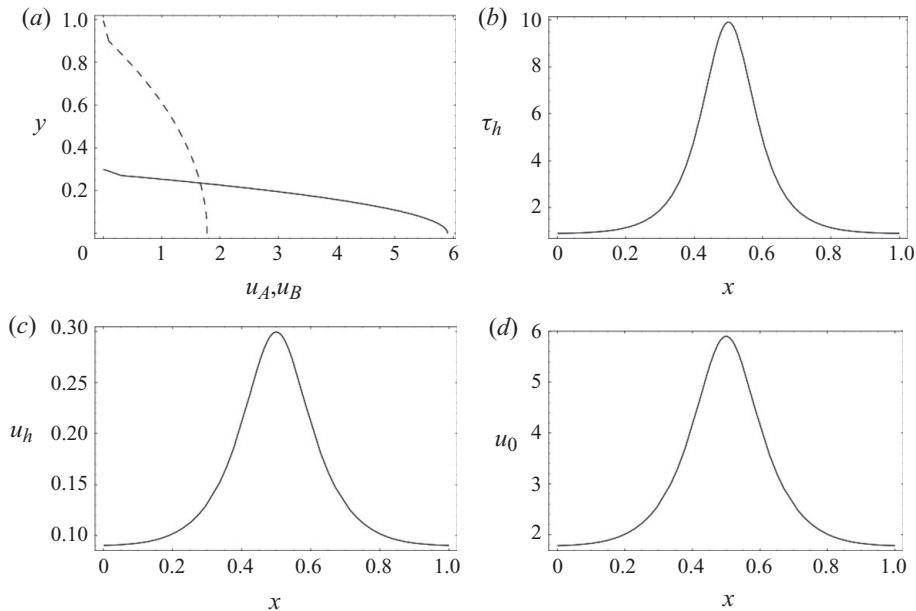 (a)
1.0
0.8
0.6
y
0.4
0.2
0 0 1 2 3 4 5 6
u_A,u_B
(b)
10
8
τ_h 6
4
2
0 0.2 0.4 0.6 0.8 1.0
x
(c)
0.30
0.25
u_h 0.20
0.15
0.10
0 0.2 0.4 0.6 0.8 1.0
x
(d)
6
5
u_0 4
3
2
0 0.2 0.4 0.6 0.8 1.0
x